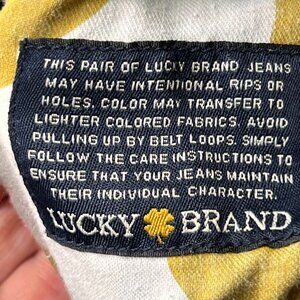 THIS PAIR OF LUCKY BRAND JEANS
MAY HAVE INTENTIONAL RIPS OR
HOLES. COLOR MAY TRANSFER TO
LIGHTER COLORED FABRICS. AVOID
PULLING UP BY BELT LOOPS. SIMPLY
FOLLOW THE CARE INSTRUCTIONS TO
ENSURE THAT YOUR JEANS MAINTAIN
THEIR INDIVIDUAL CHARACTER.
LUCKY BRAND